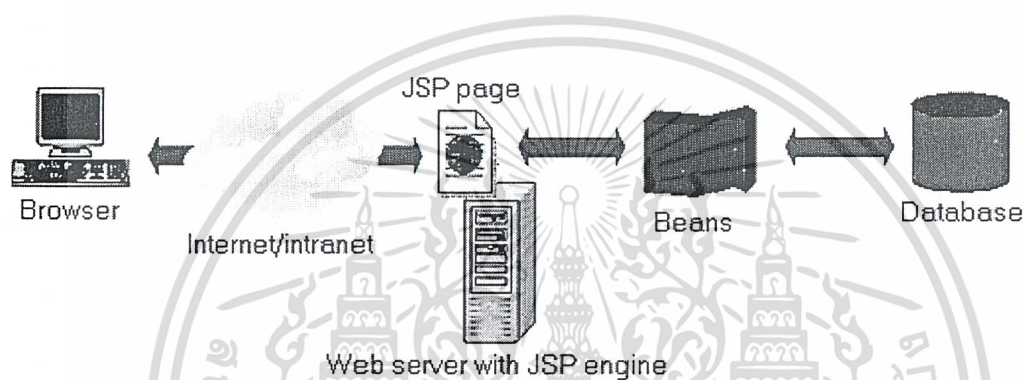 JSP page
Browser
Internet/intranet
Beans
Database
Web server with JSP engine